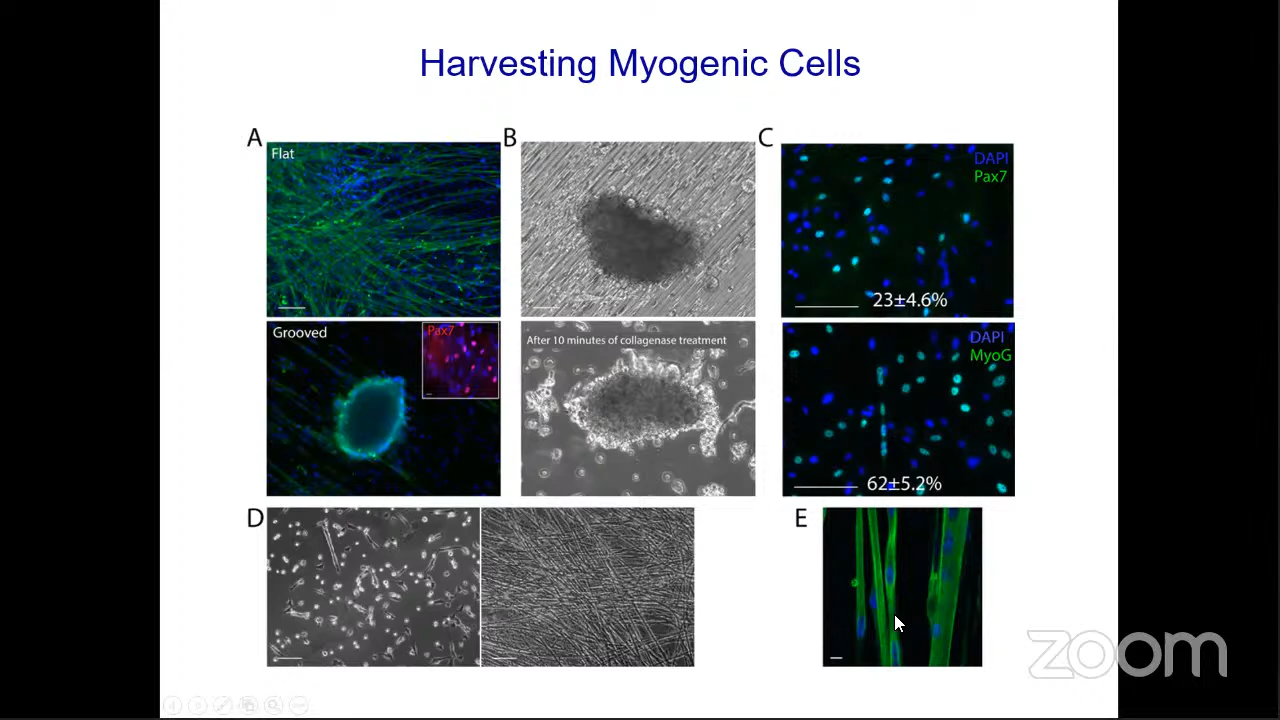 Harvesting Myogenic Cells
A
Flat
Grooved
Pax7
B
After 10 minutes of collagenase treatment
C
DAPI
Pax7
23±4.6%
DAPI
MyoG
62±5.2%
D
E
zoom